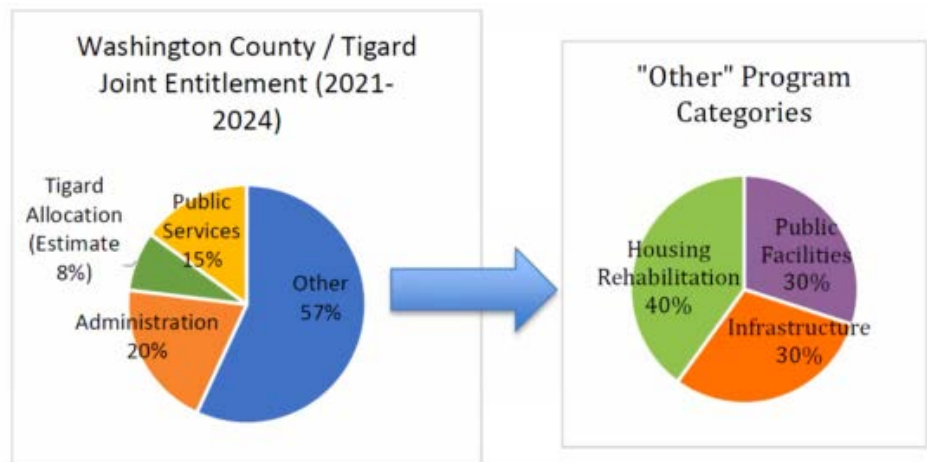 Washington County / Tigard
Joint Entitlement (2021-
2024)
Tigard
Allocation
(Estimate
8%)
Public
Services
15%
Other
57%
Administration
20%
"Other" Program
Categories
Housing
Rehabilitation
40%
Public
Facilities
30%
Infrastructure
30%